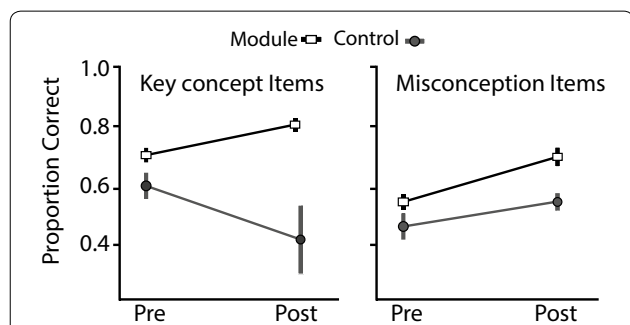 Module Control
Key concept Items
Misconception Items
Proportion Correct
1.0
0.8
0.6
0.4
Pre Post
Pre Post